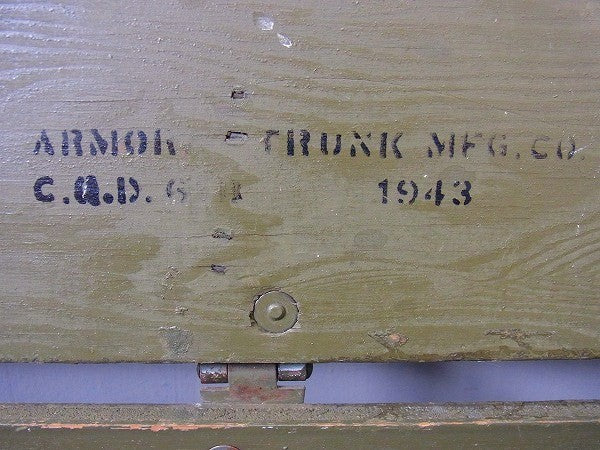 ARMOR TRUNK MFG. CO.
C.Q.D. 1943